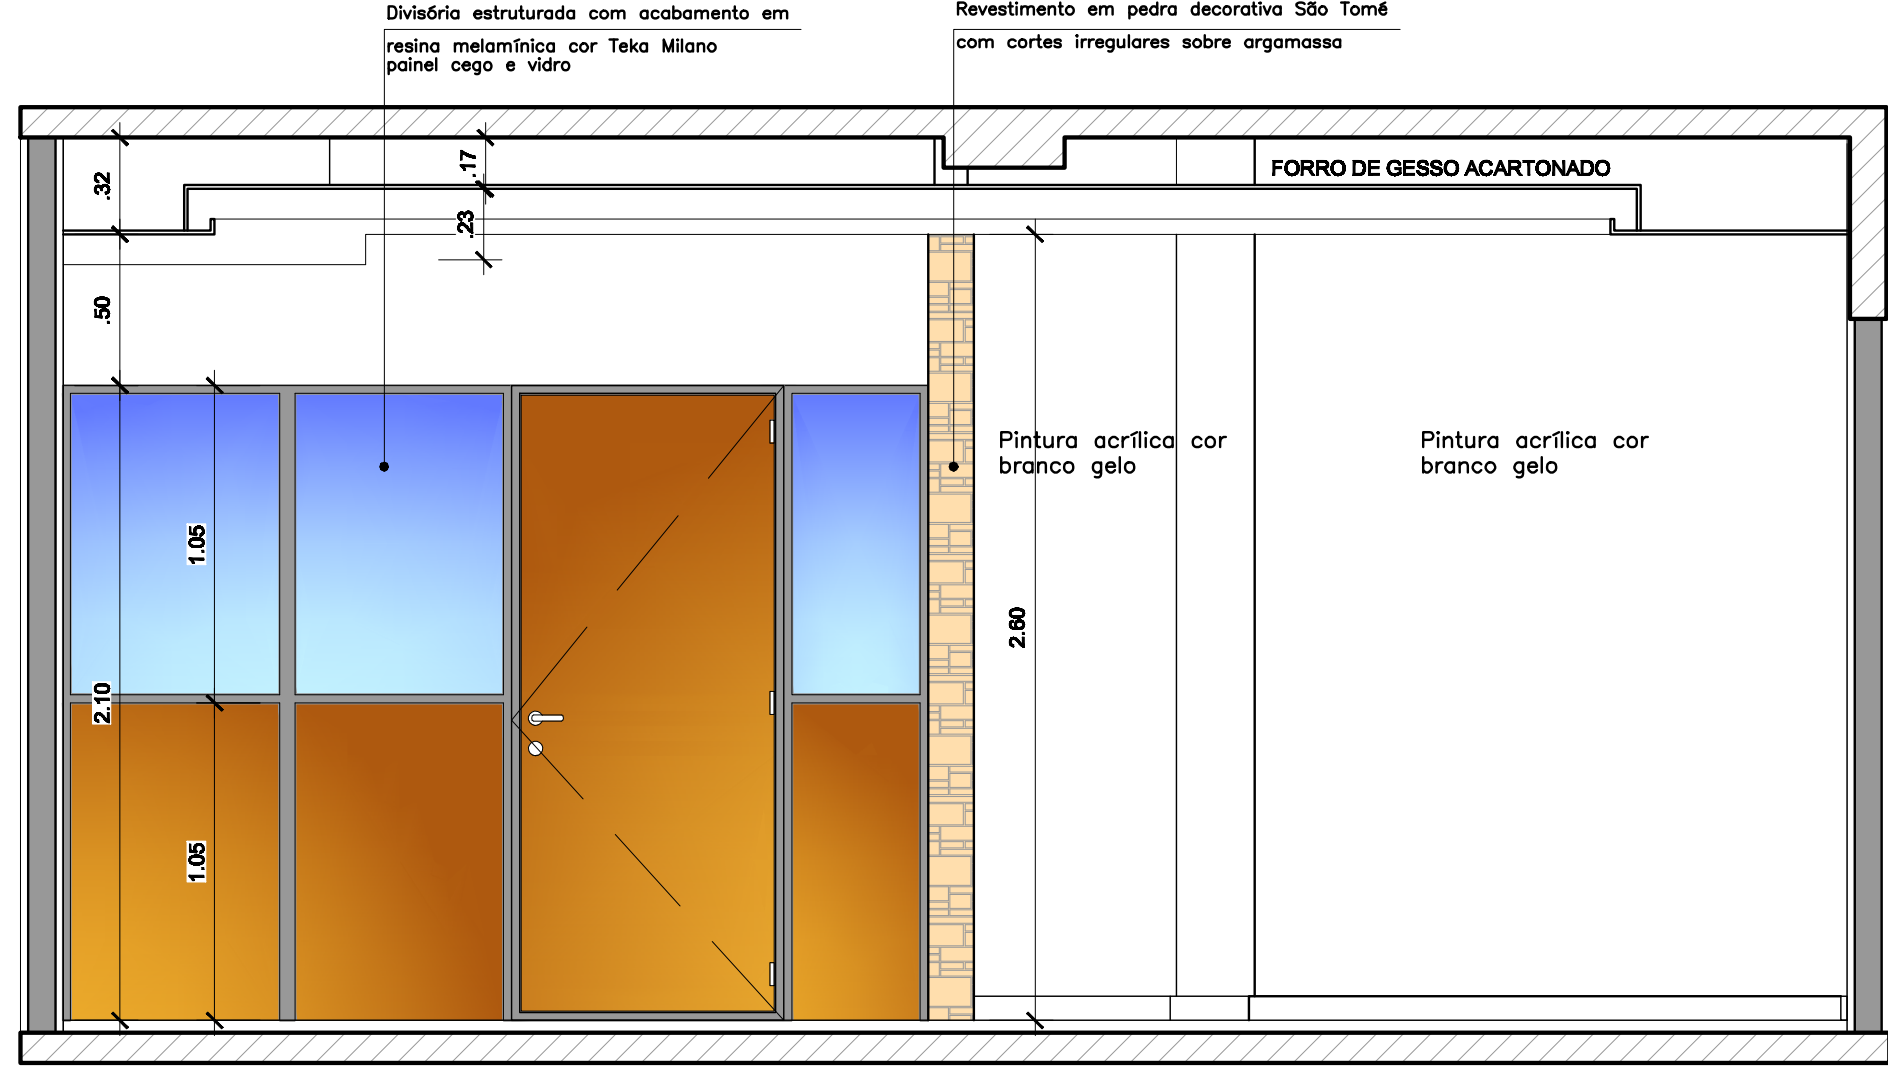 Divisória estruturada com acabamento em
resina melamínica cor Teka Milano
painel cego e vidro
Revestimento em pedra decorativa São Tomé
com cortes irregulares sobre argamassa
FORRO DE GESSO ACARTONADO
.32
.17
.23
.50
1.05
2.10
1.05
2.60
Pintura acrílica cor
branco gelo
Pintura acrílica cor
branco gelo